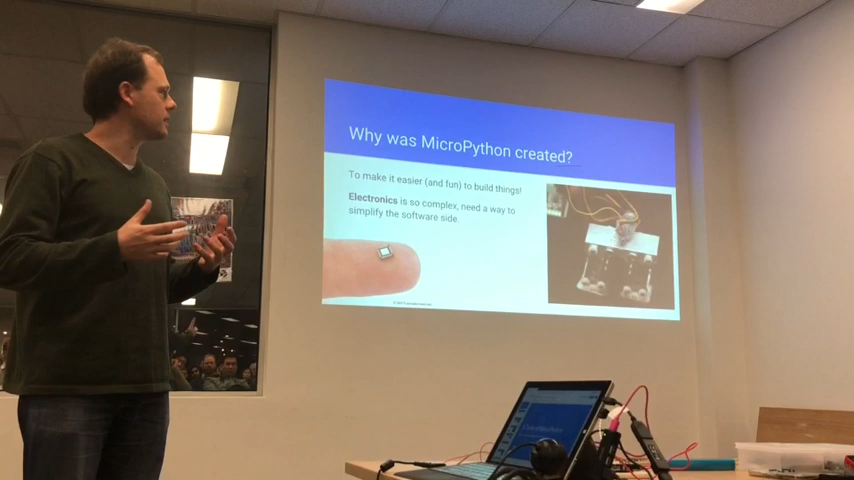 Why was MicroPython created?
To make it easier (and fun) to build things!
Electronics is so complex, need a way to
simplify the software side.